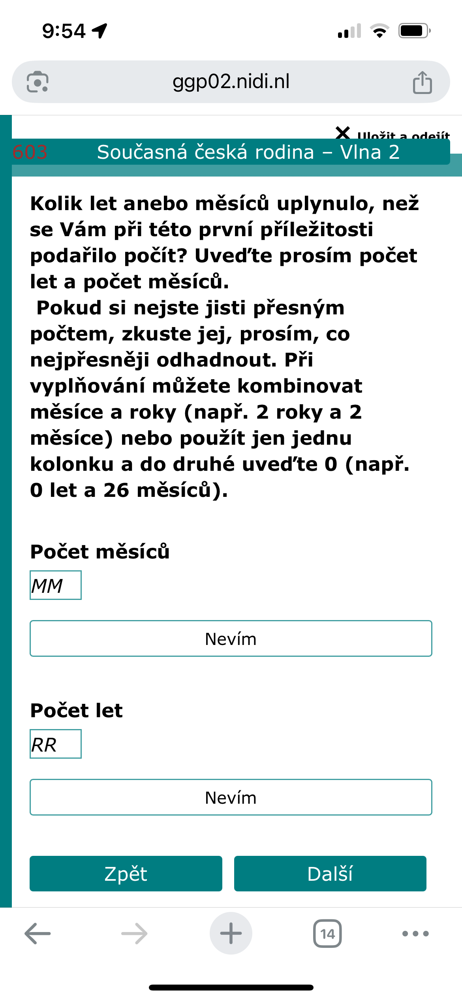 9:54
ggp02.nidi.nl
Uložit a odejít
603 Současná česká rodina – Vlna 2
Kolik let anebo měsíců uplynulo, než
se Vám při této první příležitosti
podařilo počít? Uveďte prosím počet
let a počet měsíců.
Pokud si nejste jisti přesným
počtem, zkuste jej, prosím, co
nejpřesněji odhadnout. Při
vyplňování můžete kombinovat
měsíce a roky (např. 2 roky a 2
měsíce) nebo použít jen jednu
kolonku a do druhé uveďte 0 (např.
0 let a 26 měsíců).
Počet měsíců
MM
Nevím
Počet let
RR
Nevím
Zpět Další
14